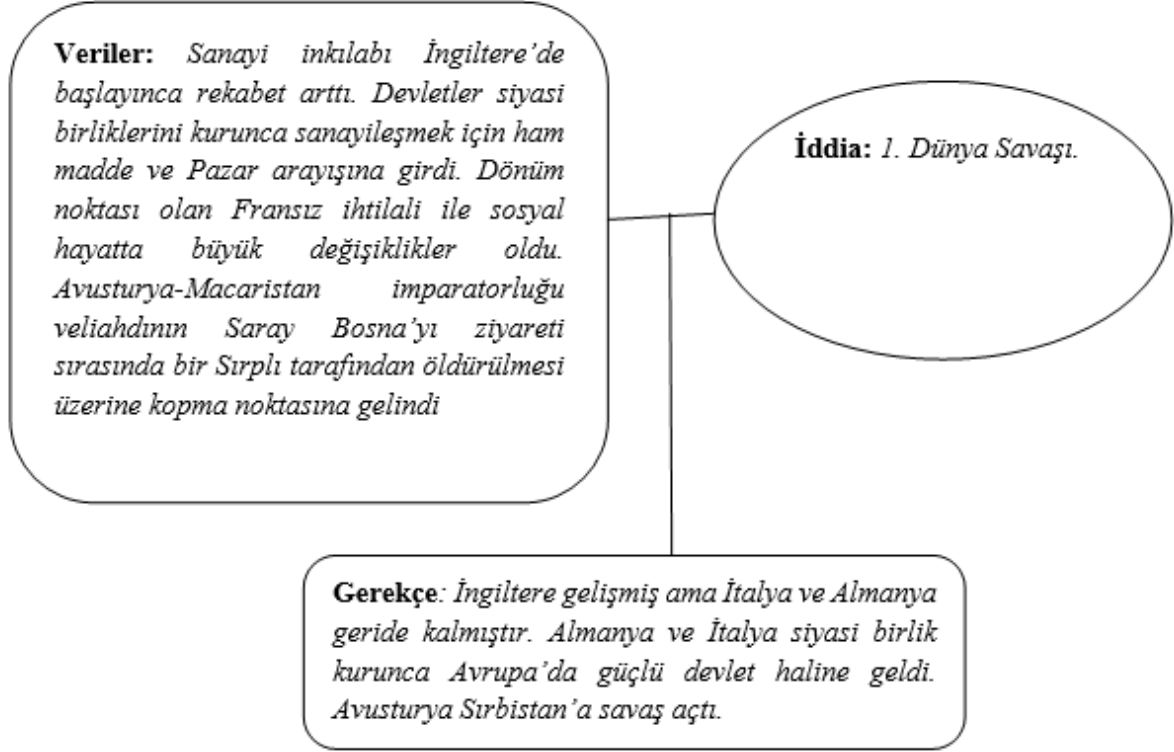 Veriler: Sanayi inkılabı İngiltere’de
başlayınca rekabet arttı. Devletler siyasi
birliklerini kurunca sanayileşmek için ham
madde ve Pazar arayışına girdi. Dönüm
noktası olan Fransız ihtilali ile sosyal
hayatta büyük değişiklikler oldu.
Avusturya-Macaristan imparatorluğu
veliahdının Saray Bosna’yı ziyareti
sırasında bir Sırplı tarafından öldürülmesi
üzerine kopma noktasına gelindi
İddia: 1. Dünya Savaşı.
Gerekçe: İngiltere gelişmiş ama İtalya ve Almanya
geride kalmıştır. Almanya ve İtalya siyasi birlik
kurunca Avrupa’da güçlü devlet haline geldi.
Avusturya Sırbistan’a savaş açtı.